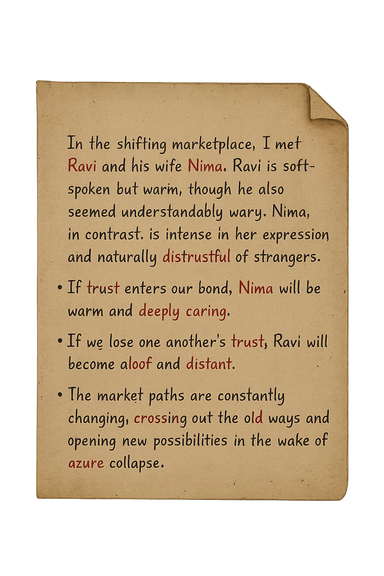 In the shifting marketplace, I met
Ravi and his wife Nima. Ravi is soft-
spoken but warm, though he also
seemed understandably wary. Nima,
in contrast. is intense in her expression
and naturally distrustful of strangers.
• If trust enters our bond, Nima will be
warm and deeply caring.
• If we lose one another's trust, Ravi will
become aloof and distant.
• The market paths are constantly
changing, crossing out the old ways and
opening new possibilities in the wake of
azure collapse.